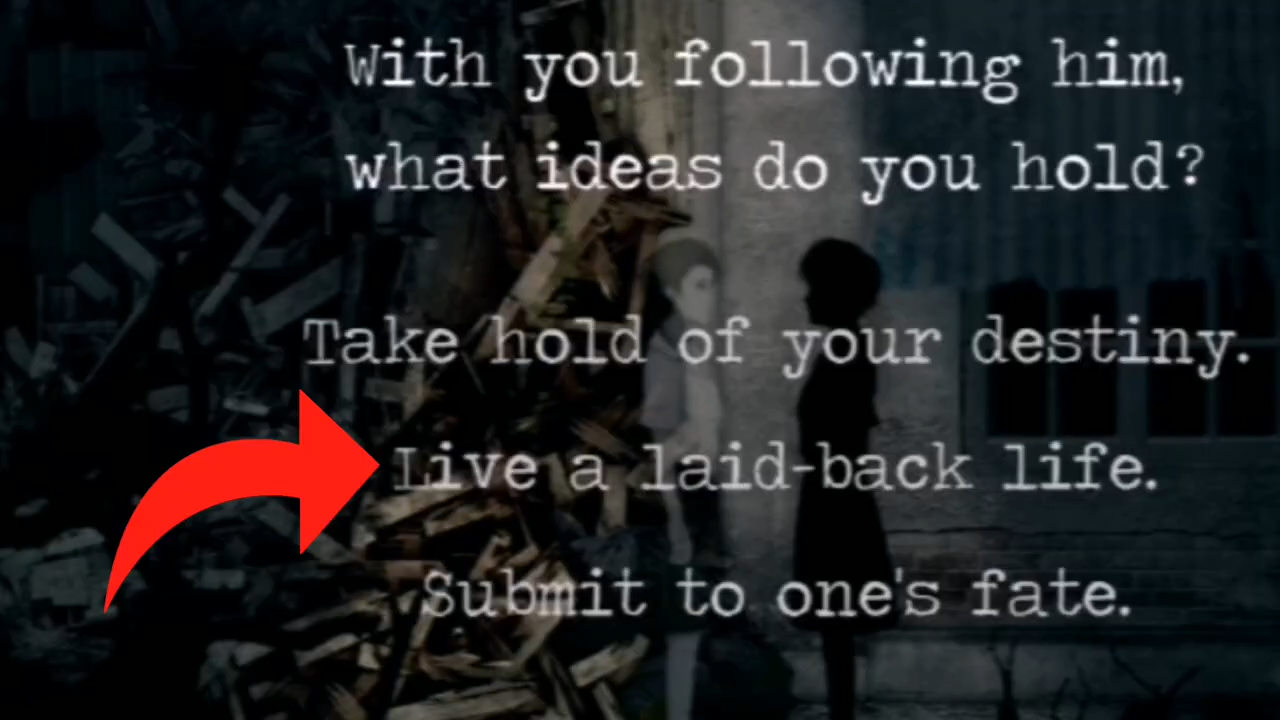 With you following him,
what ideas do you hold?
Take hold of your destiny.
Live a laid-back life.
Submit to one's fate.